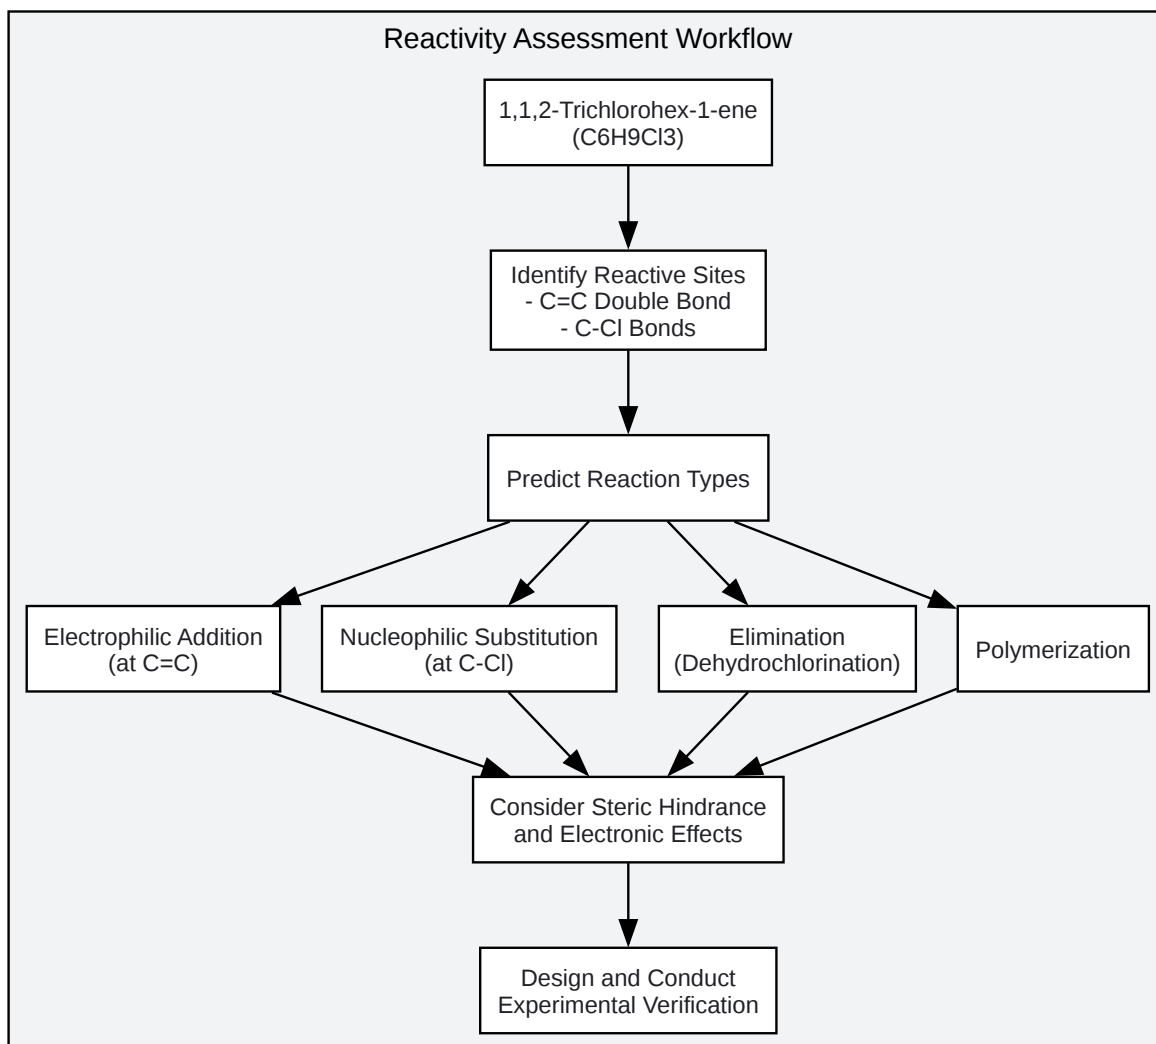 Reactivity Assessment Workflow
1,1,2-Trichlorohex-1-ene
(C6H9Cl3)
Identify Reactive Sites
- C=C Double Bond
- C-Cl Bonds
Predict Reaction Types
Electrophilic Addition
(at C=C)
Nucleophilic Substitution
(at C-Cl)
Elimination
(Dehydrochlorination)
Polymerization
Consider Steric Hindrance
and Electronic Effects
Design and Conduct
Experimental Verification